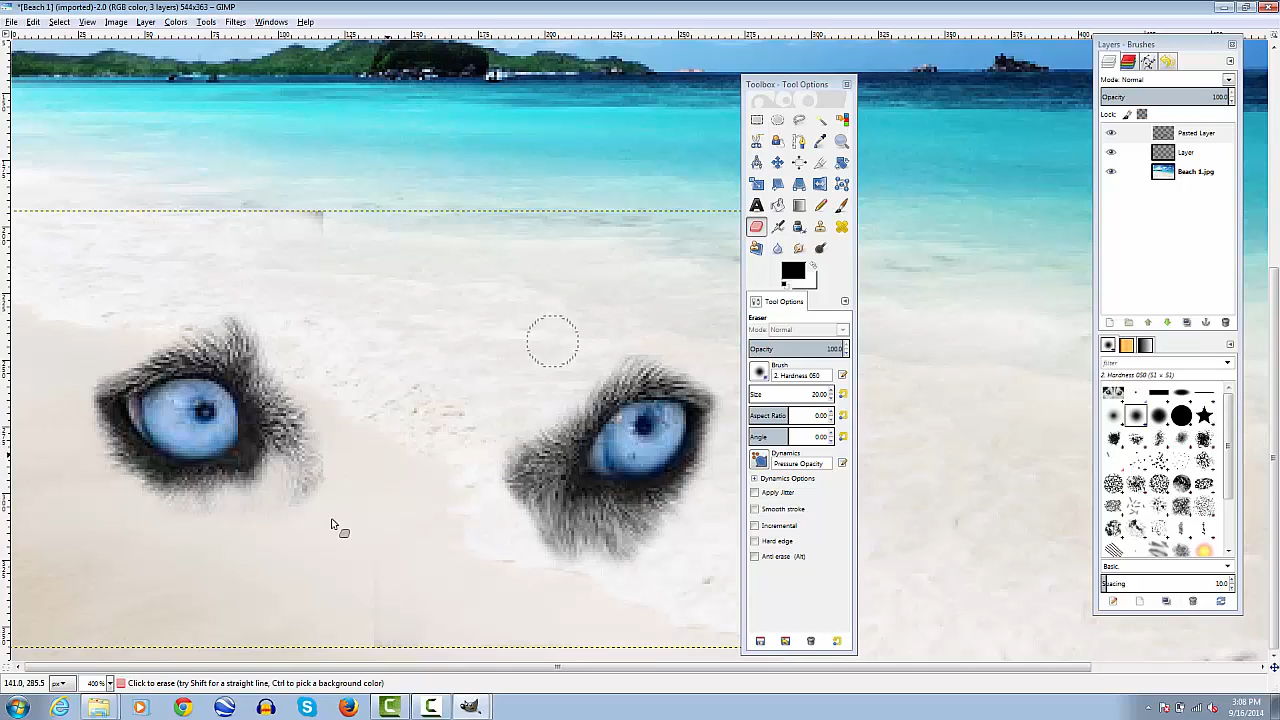 *[Beach 1] (imported)-2.0 (RGB color, 3 layers) 544x363 – GIMP
File Edit Select View Image Layer Colors Tools Filters Windows Help
Toolbox - Tool Options
Tool Options
Eraser
Mode: Normal
Opacity 100.0
Brush
2. Hardness 050
Size 20.00
Aspect Ratio 0.00
Angle 0.00
Dynamics
Pressure Opacity
Dynamics Options
Apply Jitter
Smooth stroke
Incremental
Hard edge
Anti erase (Alt)
Layers - Brushes
Mode: Normal
Opacity 100.0
Lock:
Pasted Layer
Layer
Beach 1.jpg
filter
2. Hardness 050 (51 × 51)
Basic,
Spacing 10.0
141.0, 285.5 px 400% Click to erase (try Shift for a straight line, Ctrl to pick a background color)
3:08 PM
9/16/2014